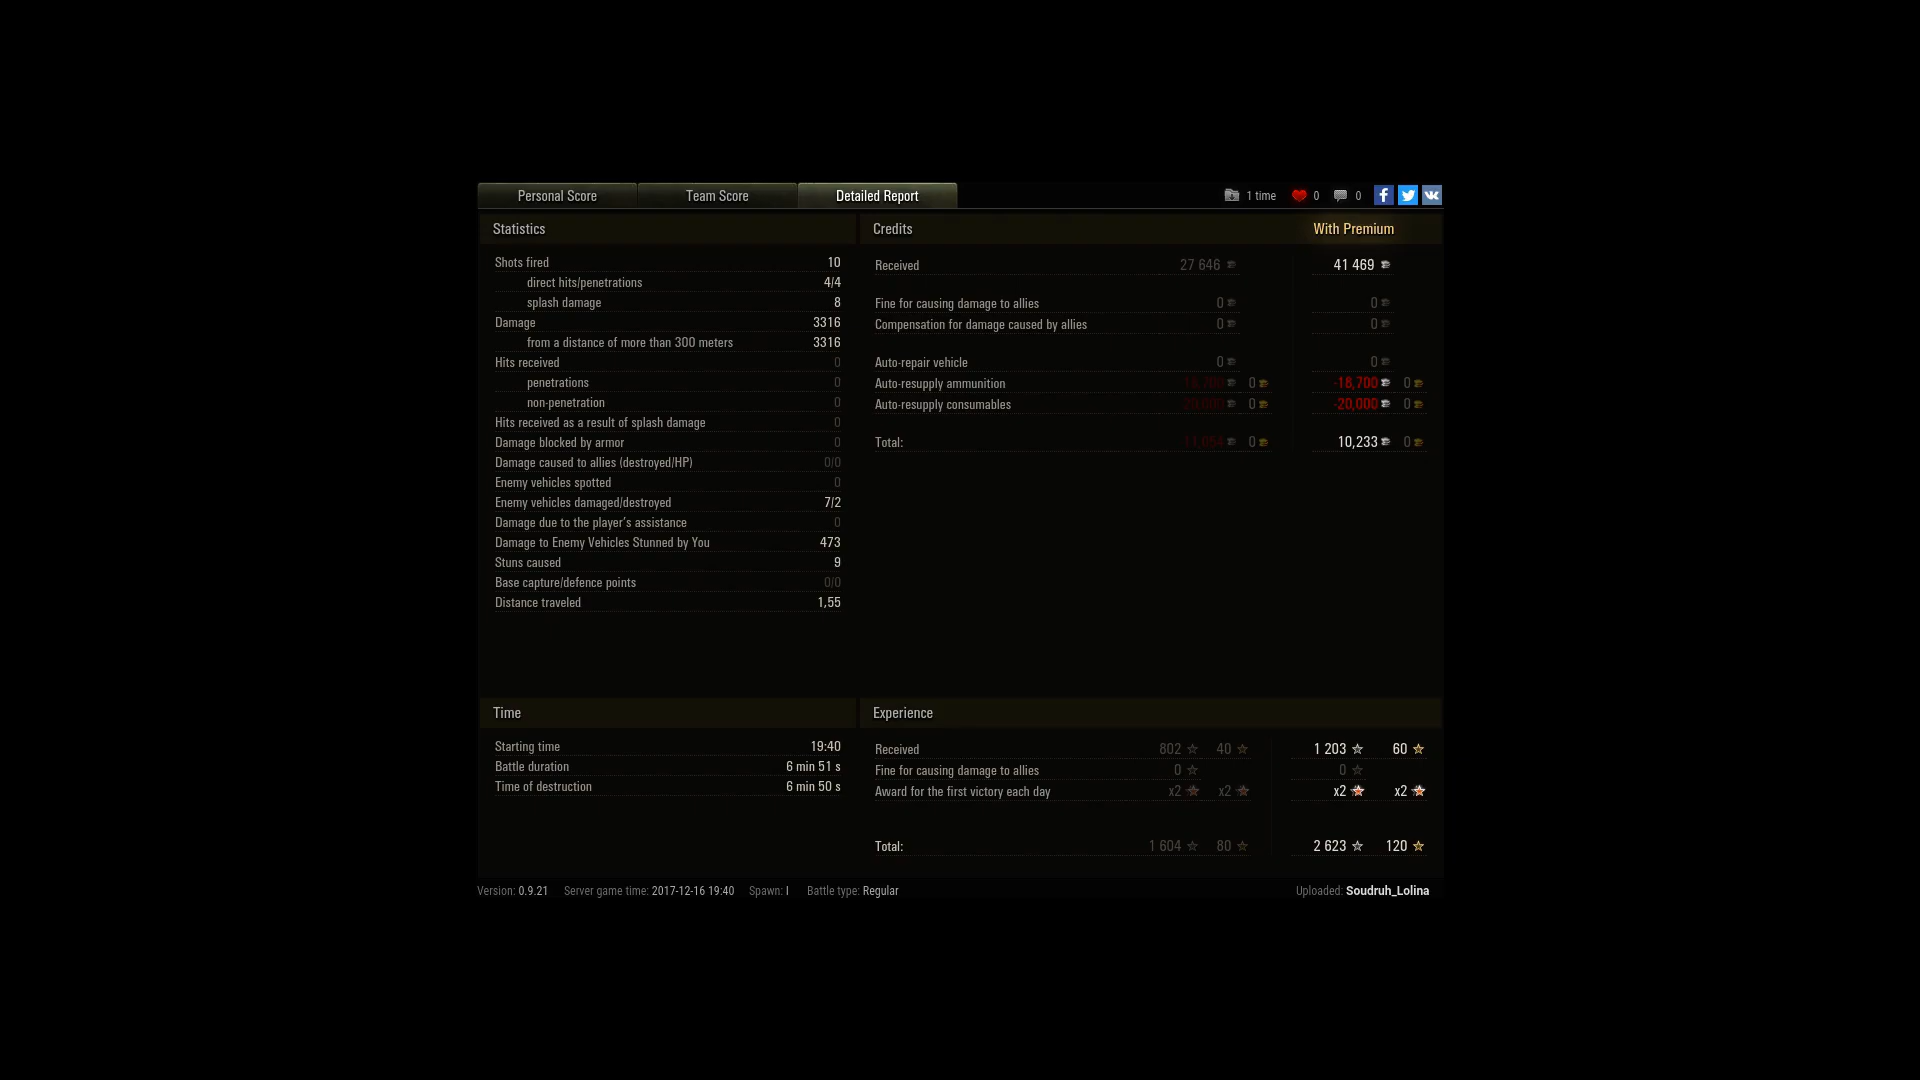 Personal Score Team Score Detailed Report 1 time 0 0
Statistics
Shots fired 10
direct hits/penetrations 4/4
splash damage 8
Damage 3316
from a distance of more than 300 meters 3316
Hits received 0
penetrations 0
non-penetration 0
Hits received as a result of splash damage 0
Damage blocked by armor 0
Damage caused to allies (destroyed/HP) 0/0
Enemy vehicles spotted 0
Enemy vehicles damaged/destroyed 7/2
Damage due to the player's assistance 0
Damage to Enemy Vehicles Stunned by You 473
Stuns caused 9
Base capture/defence points 0/0
Distance traveled 1,55
Credits With Premium
Received 27 646 41 469
Fine for causing damage to allies 0 0
Compensation for damage caused by allies 0 0
Auto-repair vehicle 0 0
Auto-resupply ammunition 0 -18,700 0
Auto-resupply consumables 0 -20,000 0
Total: 0 10,233 0
Time
Starting time 19:40
Battle duration 6 min 51 s
Time of destruction 6 min 50 s
Experience
Received 802 40 1 203 60
Fine for causing damage to allies 0 0
Award for the first victory each day x2 x2 x2 x2
Total: 1 604 80 2 623 120
Version: 0.9.21 Server game time: 2017-12-16 19:40 Spawn: I Battle type: Regular Uploaded: Soudruh_Lolina